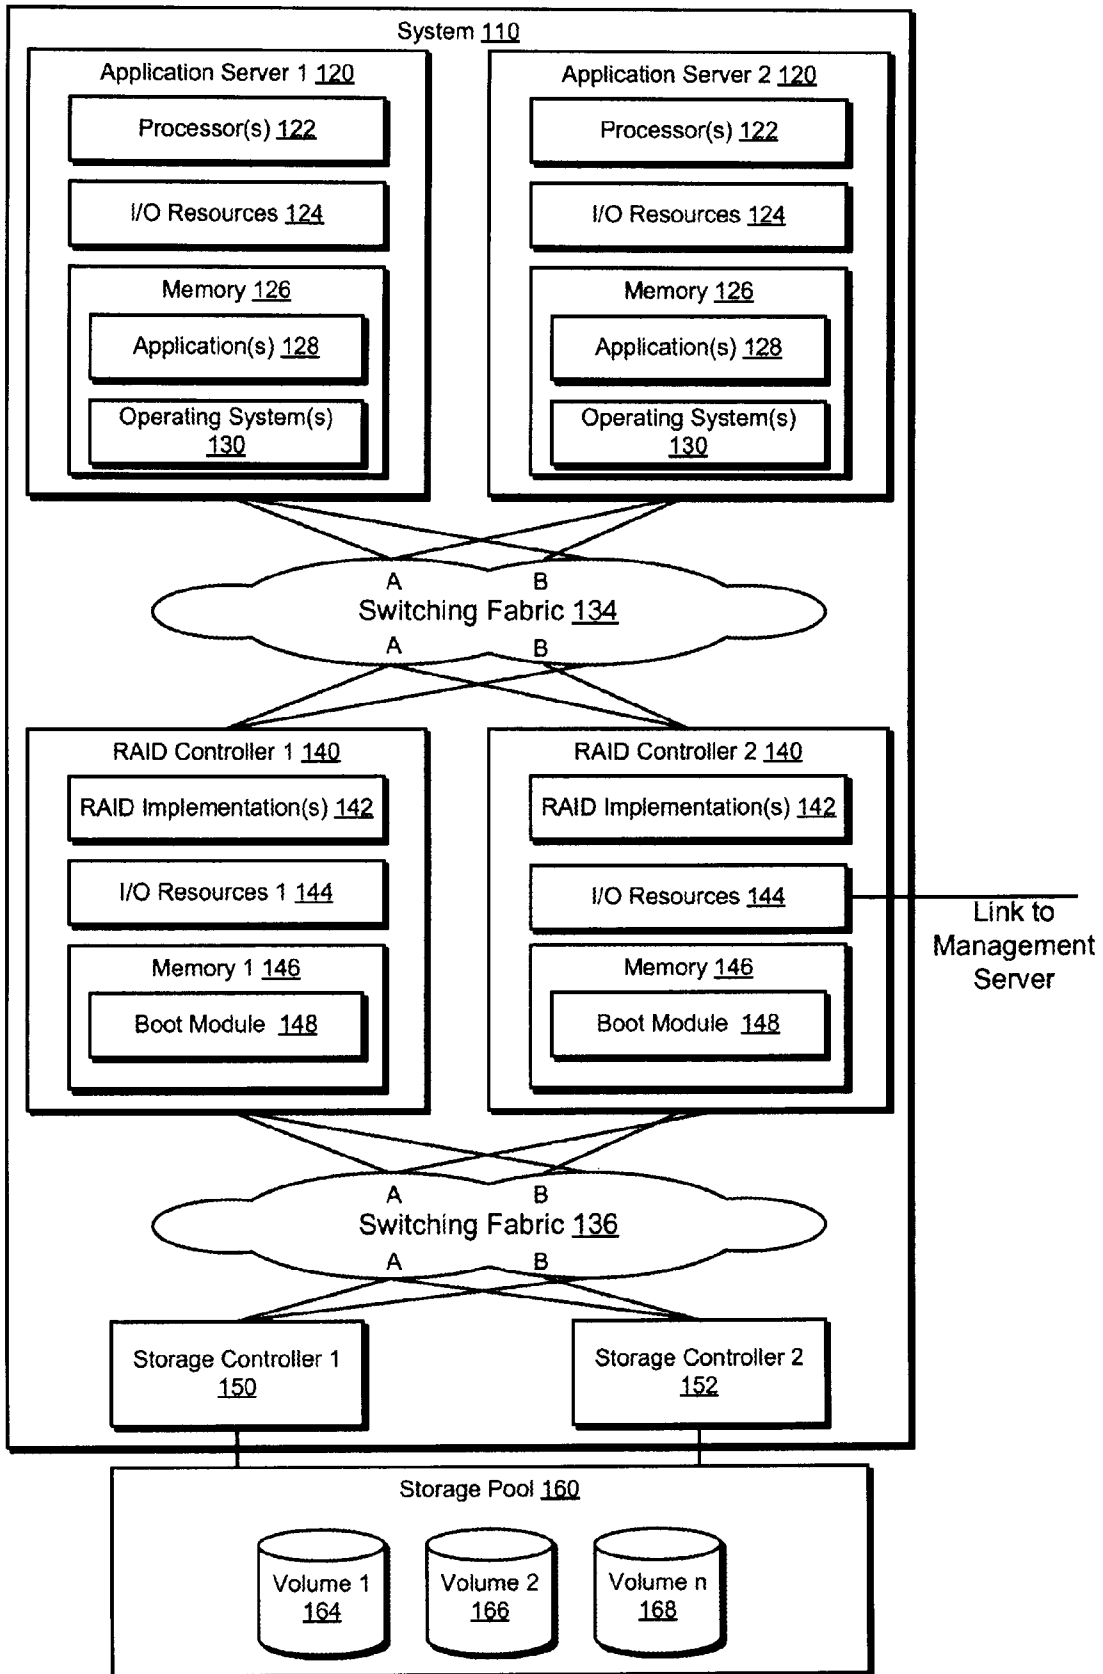 System 110
Application Server 1 120
Processor(s) 122
I/O Resources 124
Memory 126
Application(s) 128
Operating System(s)
130
Application Server 2 120
Processor(s) 122
I/O Resources 124
Memory 126
Application(s) 128
Operating System(s)
130
A B
Switching Fabric 134
A B
RAID Controller 1 140
RAID Implementation(s) 142
I/O Resources 1 144
Memory 1 146
Boot Module 148
RAID Controller 2 140
RAID Implementation(s) 142
I/O Resources 144
Memory 146
Boot Module 148
Link to
Management
Server
A B
Switching Fabric 136
A B
Storage Controller 1
150
Storage Controller 2
152
Storage Pool 160
Volume 1
164
Volume 2
166
Volume n
168